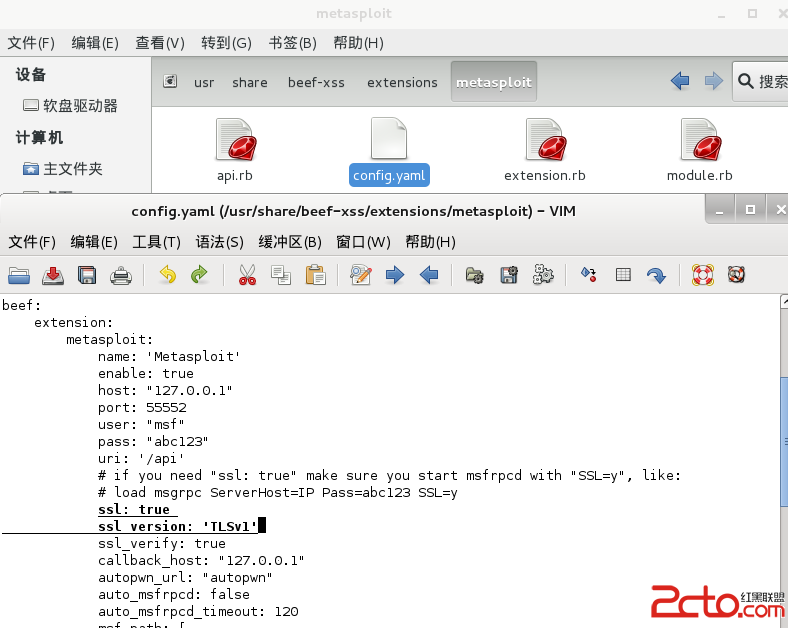 metasploit
文件(F) 编辑(E) 查看(V) 转到(G) 书签(B) 帮助(H)
设备
软盘驱动器
计算机
主文件夹
usr share beef-xss extensions metasploit 搜索
api.rb config.yaml extension.rb module.rb
config.yaml (/usr/share/beef-xss/extensions/metasploit) - VIM
文件(F) 编辑(E) 工具(T) 语法(S) 缓冲区(B) 窗口(W) 帮助(H)
beef:
    extension:
        metasploit:
            name: 'Metasploit'
            enable: true
            host: "127.0.0.1"
            port: 55552
            user: "msf"
            pass: "abc123"
            uri: '/api'
            # if you need "ssl: true" make sure you start msfrpcd with "SSL=y", like:
            # load msgrpc ServerHost=IP Pass=abc123 SSL=y
            ssl: true
            ssl_version: 'TLSv1'
            ssl_verify: true
            callback_host: "127.0.0.1"
            autopwn_url: "autopwn"
            auto_msfrpcd: false
            auto_msfrpcd_timeout: 120
            msf_path: [
2cto.com 红黑联盟